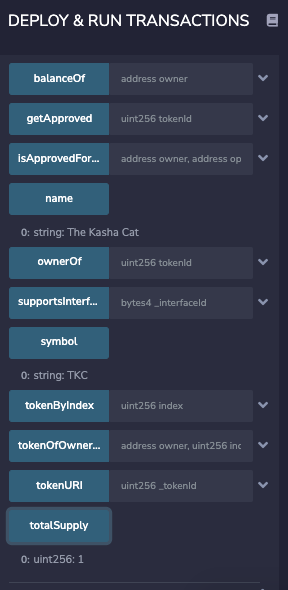 DEPLOY & RUN TRANSACTIONS
balanceOf address owner
getApproved uint256 tokenId
isApprovedFor... address owner, address op
name
0: string: The Kasha Cat
ownerOf uint256 tokenId
supportsInterf... bytes4 _interfaceId
symbol
0: string: TKC
tokenByIndex uint256 index
tokenOfOwner... address owner, uint256 inc
tokenURI uint256 _tokenId
totalSupply
0: uint256: 1